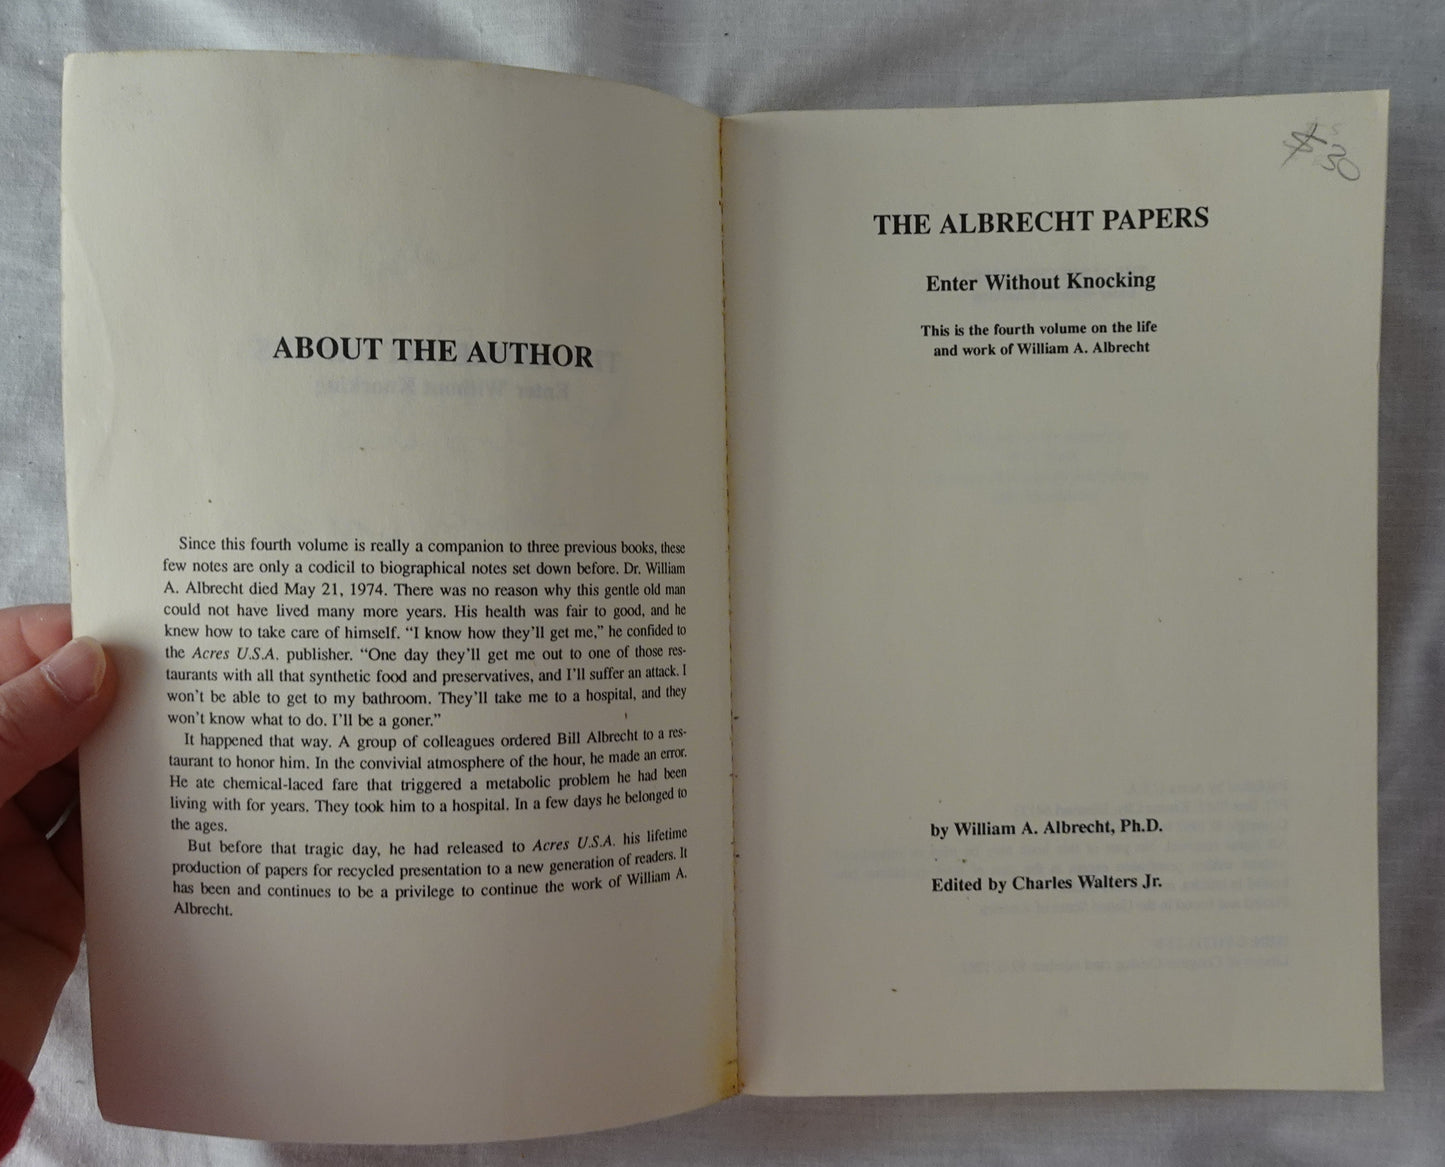 ABOUT THE AUTHOR
Since this fourth volume is really a companion to three previous books, these
few notes are only a codicil to biographical notes set down before. Dr. William
A. Albrecht died May 21, 1974. There was no reason why this gentle old man
could not have lived many more years. His health was fair to good, and he
knew how to take care of himself. “I know how they’ll get me,” he confided to
the Acres U.S.A. publisher. “One day they’ll get me out to one of those res-
taurants with all that synthetic food and preservatives, and I’ll suffer an attack. I
won’t be able to get to my bathroom. They’ll take me to a hospital, and they
won’t know what to do. I’ll be a goner.”
It happened that way. A group of colleagues ordered Bill Albrecht to a res-
taurant to honor him. In the convivial atmosphere of the hour, he made an error.
He ate chemical-laced fare that triggered a metabolic problem he had been
living with for years. They took him to a hospital. In a few days he belonged to
the ages.
But before that tragic day, he had released to Acres U.S.A. his lifetime
production of papers for recycled presentation to a new generation of readers. It
has been and continues to be a privilege to continue the work of William A.
Albrecht.
$30
THE ALBRECHT PAPERS
Enter Without Knocking
This is the fourth volume on the life
and work of William A. Albrecht
by William A. Albrecht, Ph.D.
Edited by Charles Walters Jr.